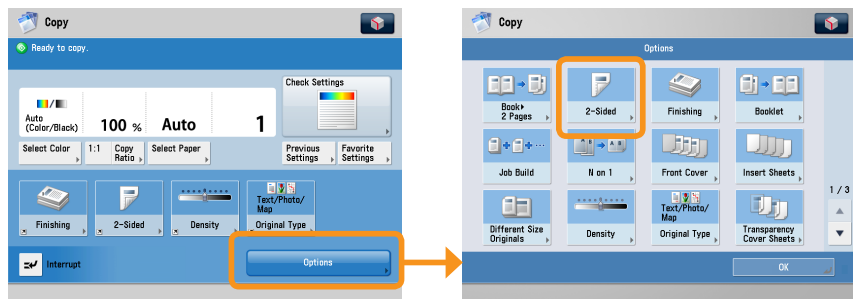 Copy
Ready to copy.
Check Settings
Auto
(Color/Black)
100 %
Auto
1
Select Color
1:1
Copy
Ratio
Select Paper
Previous
Settings
Favorite
Settings
Finishing
2-Sided
Density
Text/Photo/
Map
Original Type
Interrupt
Options
Copy
Options
Book
2 Pages
2-Sided
Finishing
Booklet
Job Build
N on 1
Front Cover
Insert Sheets
Different Size
Originals
Density
Text/Photo/
Map
Original Type
Transparency
Cover Sheets
1 / 3
OK